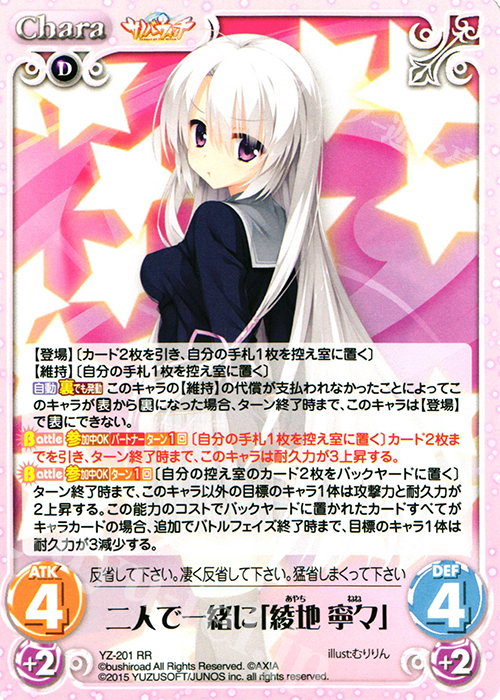 Chara
サノバウィッチ
D
【登場】〔カード2枚を引き、自分の手札1枚を控え室に置く〕
【維持】〔自分の手札1枚を控え室に置く〕
自動 裏でも発動 このキャラの【維持】の代償が支払われなかったことによってこ
のキャラが表から裏になった場合、ターン終了時まで、このキャラは【登場】
で表にできない。
Battle 参加中OK パートナー ターン1回 〔自分の手札1枚を控え室に置く〕カード2枚ま
でを引き、ターン終了時まで、このキャラは耐久力が3上昇する。
Battle 参加中OK ターン1回 〔自分の控え室のカード2枚をバックヤードに置く〕
ターン終了時まで、このキャラ以外の目標のキャラ1体は攻撃力と耐久力が
2上昇する。この能力のコストでバックヤードに置かれたカードすべてが
キャラカードの場合、追加でバトルフェイズ終了時まで、目標のキャラ1体は
耐久力が3減少する。
反省して下さい。凄く反省して下さい。猛省しまくって下さい
ATK
4
+2
DEF
4
+2
あやち ねね
二人で一緒に「綾地 寧々」
YZ-201 RR
illust:むりりん
©bushiroad All Rights Reserved. ©AXIA
©2015 YUZUSOFT/JUNOS inc. all rights reserved.